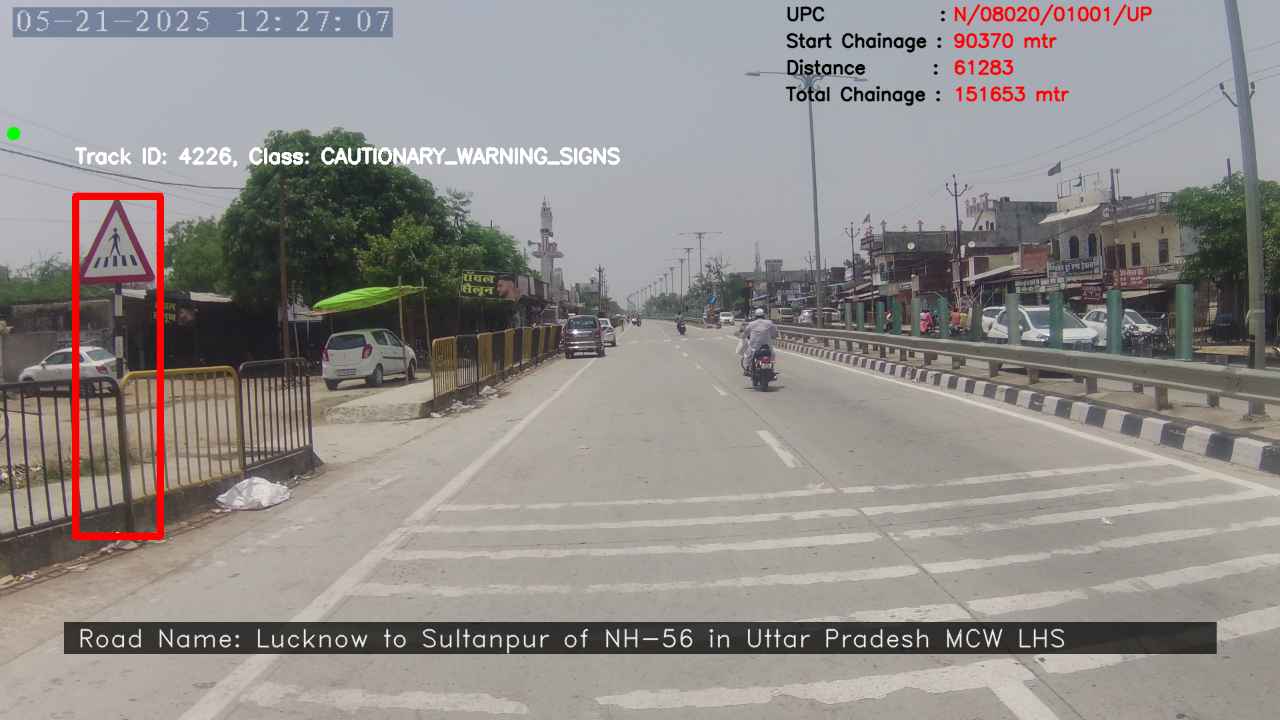 05-21-2025 12:27:07
UPC : N/08020/01001/UP
Start Chainage : 90370 mtr
Distance : 61283
Total Chainage : 151653 mtr
Track ID: 4226, Class: CAUTIONARY_WARNING_SIGNS
रॉयल
सैलून
Road Name: Lucknow to Sultanpur of NH-56 in Uttar Pradesh MCW LHS